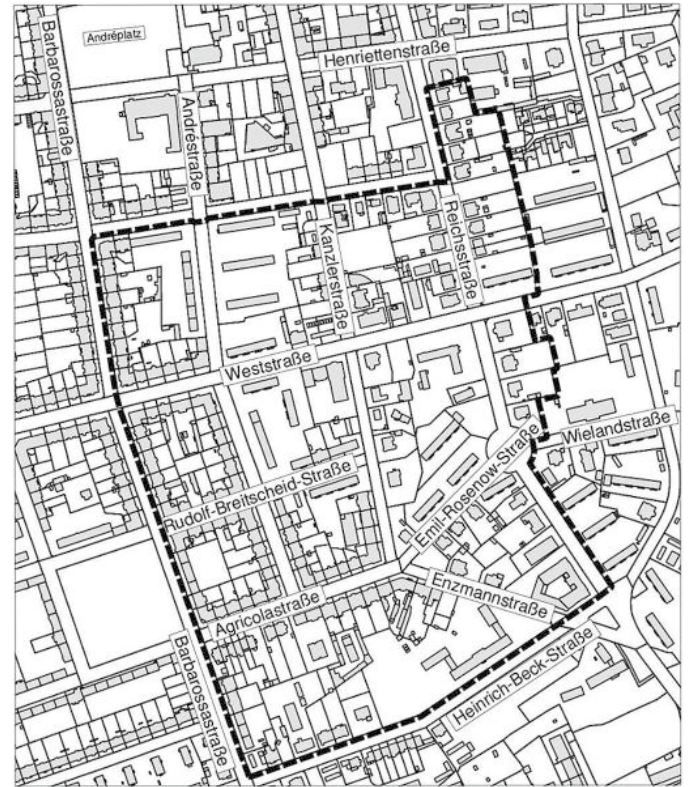 Barbarossastraße
Andréplatz
Henriettenstraße
Andréstraße
Kanzlerstraße
Reichsstraße
Weststraße
Wielandstraße
Rudolf-Breitscheid-Straße
Emil-Rosenow-Straße
Enzmannstraße
Agricolastraße
Barbarossastraße
Heinrich-Beck-Straße